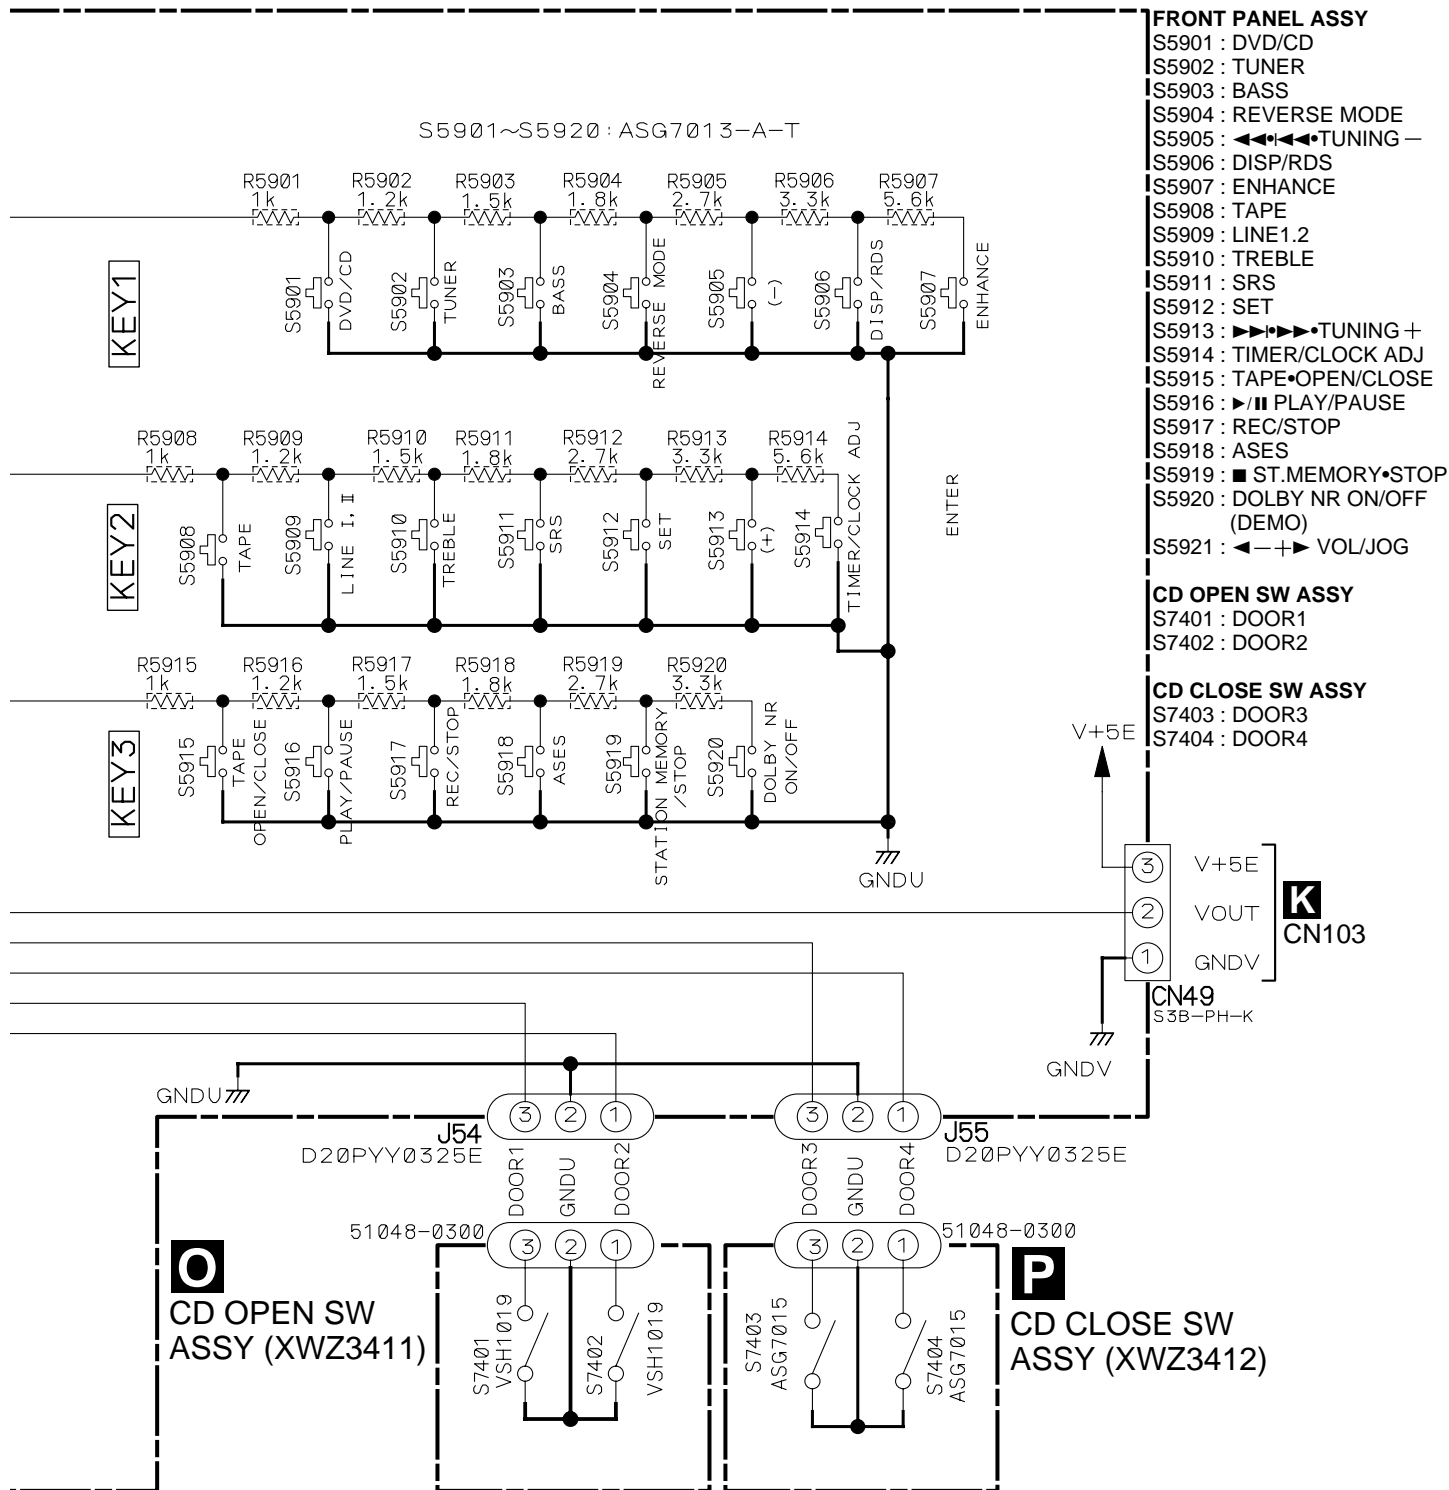 FRONT PANEL ASSY
S5901 : DVD/CD
S5902 : TUNER
S5903 : BASS
S5904 : REVERSE MODE
S5905 : ◄◄•I◄◄•TUNING –
S5906 : DISP/RDS
S5907 : ENHANCE
S5908 : TAPE
S5909 : LINE1.2
S5910 : TREBLE
S5911 : SRS
S5912 : SET
S5913 : ►►I•►►•TUNING +
S5914 : TIMER/CLOCK ADJ
S5915 : TAPE•OPEN/CLOSE
S5916 : ►/II PLAY/PAUSE
S5917 : REC/STOP
S5918 : ASES
S5919 : ■ ST.MEMORY•STOP
S5920 : DOLBY NR ON/OFF
(DEMO)
S5921 : ◄–+► VOL/JOG
CD OPEN SW ASSY
S7401 : DOOR1
S7402 : DOOR2
CD CLOSE SW ASSY
S7403 : DOOR3
S7404 : DOOR4
S5901~S5920:ASG7013-A-T
R5901 R5902 R5903 R5904 R5905 R5906 R5907
1k 1.2k 1.5k 1.8k 2.7k 3.3k 5.6k
KEY1
S5901 DVD/CD
S5902 TUNER
S5903 BASS
S5904 REVERSE MODE
S5905 (-)
S5906 DISP/RDS
S5907 ENHANCE
R5908 R5909 R5910 R5911 R5912 R5913 R5914
1k 1.2k 1.5k 1.8k 2.7k 3.3k 5.6k
KEY2
S5908 TAPE
S5909 LINE I,II
S5910 TREBLE
S5911 SRS
S5912 SET
S5913 (+)
S5914 TIMER/CLOCK ADJ
ENTER
R5915 R5916 R5917 R5918 R5919 R5920
1k 1.2k 1.5k 1.8k 2.7k 3.3k
KEY3
S5915 TAPE
OPEN/CLOSE
S5916 PLAY/PAUSE
S5917 REC/STOP
S5918 ASES
S5919 STATION MEMORY
/STOP
S5920 DOLBY NR
ON/OFF
GNDU
V+5E
3 V+5E
2 VOUT
1 GNDV
K
CN103
CN49
S3B-PH-K
GNDV
GNDU
3 2 1
J54
D20PYY0325E
3 2 1
J55
D20PYY0325E
DOOR1
GNDU
DOOR2
DOOR3
GNDU
DOOR4
51048-0300
3 2 1
3 2 1
51048-0300
O
CD OPEN SW
ASSY (XWZ3411)
S7401
VSH1019
S7402
VSH1019
S7403
ASG7015
S7404
ASG7015
P
CD CLOSE SW
ASSY (XWZ3412)